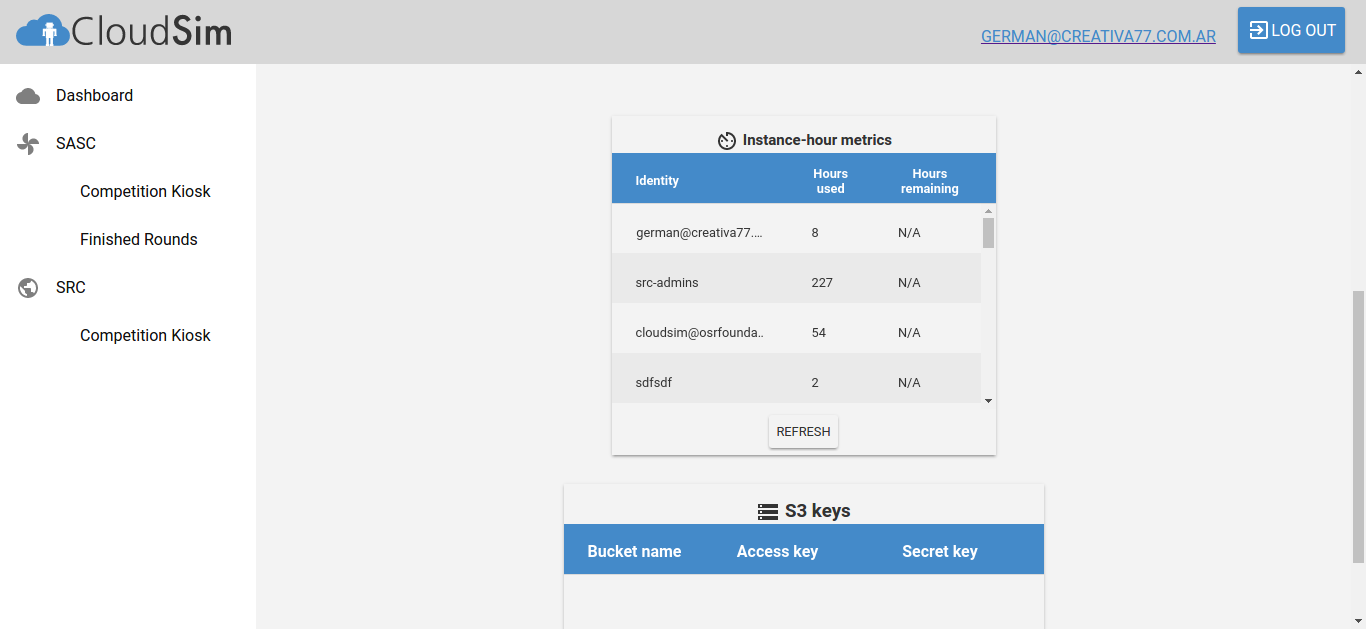 CloudSim
GERMAN@CREATIVA77.COM.AR
LOG OUT
Dashboard
SASC
Competition Kiosk
Finished Rounds
SRC
Competition Kiosk
Instance-hour metrics
Identity
Hours
used
Hours
remaining
german@creativa77.... 8 N/A
src-admins 227 N/A
cloudsim@osrfounda.. 54 N/A
sdfsdf 2 N/A
REFRESH
S3 keys
Bucket name Access key Secret key